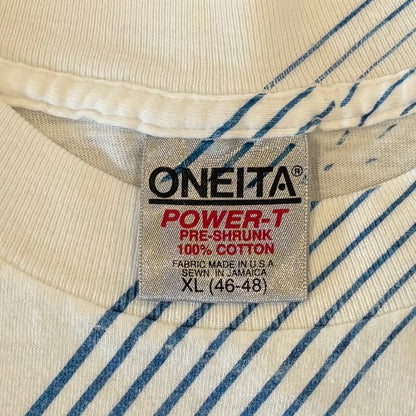 ONEITA®
POWER-T
PRE-SHRUNK
100% COTTON
FABRIC MADE IN U.S.A
SEWN IN JAMAICA
XL (46-48)